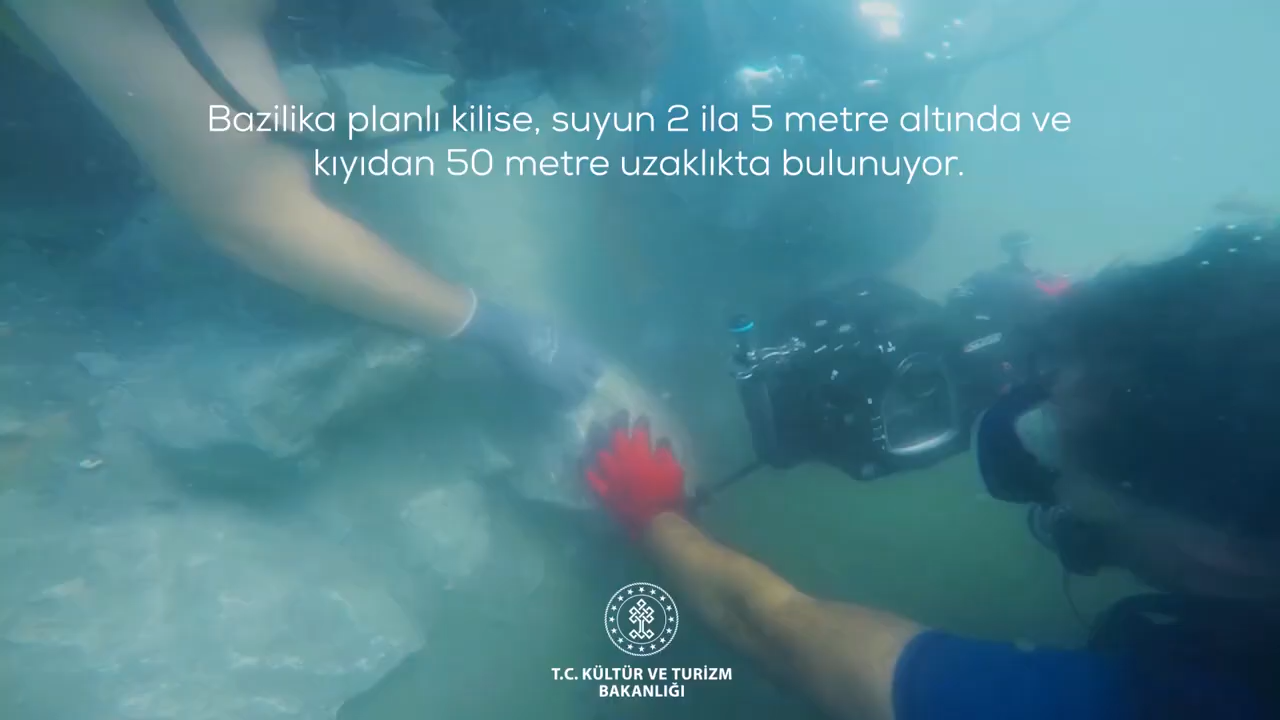 Bazilika planlı kilise, suyun 2 ila 5 metre altında ve
kıyıdan 50 metre uzaklıkta bulunuyor.
T.C. KÜLTÜR VE TURİZM
BAKANLIĞI